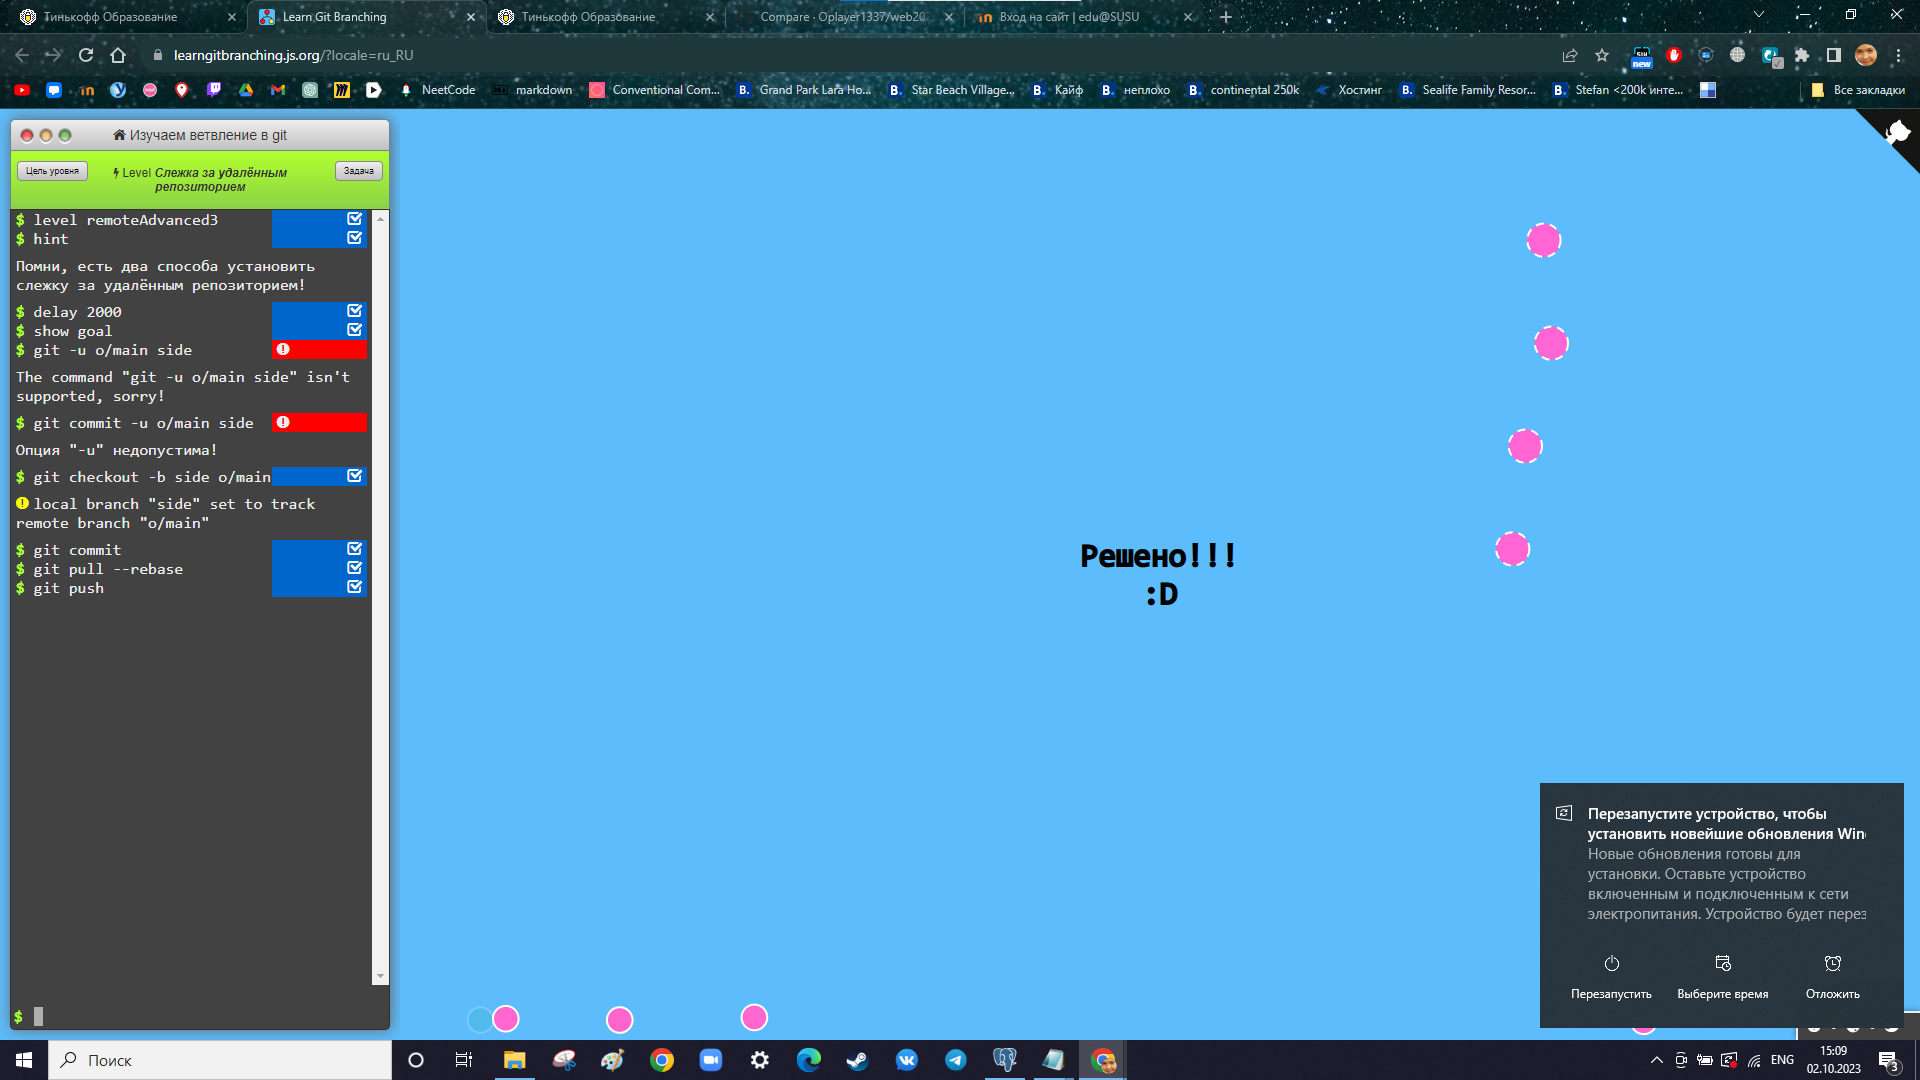 Тинькофф Образование
Learn Git Branching
Тинькофф Образование
Compare · Oplayer1337/web20
Вход на сайт | edu@SUSU
learngitbranching.js.org/?locale=ru_RU
new
NeetCode
markdown
Conventional Com...
Grand Park Lara Ho...
Star Beach Village...
Кайф
неплохо
continental 250k
Хостинг
Sealife Family Resor...
Stefan <200k инте...
Все закладки
Изучаем ветвление в git
Цель уровня
Level Слежка за удалённым
репозиторием
Задача
$ level remoteAdvanced3
$ hint
Помни, есть два способа установить
слежку за удалённым репозиторием!
$ delay 2000
$ show goal
$ git -u o/main side
The command "git -u o/main side" isn't
supported, sorry!
$ git commit -u o/main side
Опция "-u" недопустима!
$ git checkout -b side o/main
local branch "side" set to track
remote branch "o/main"
$ git commit
$ git pull --rebase
$ git push
$
Решено!!!
:D
Перезапустите устройство, чтобы
установить новейшие обновления Win
Новые обновления готовы для
установки. Оставьте устройство
включенным и подключенным к сети
электропитания. Устройство будет перез
Перезапустить
Выберите время
Отложить
Поиск
ENG
15:09
02.10.2023
3